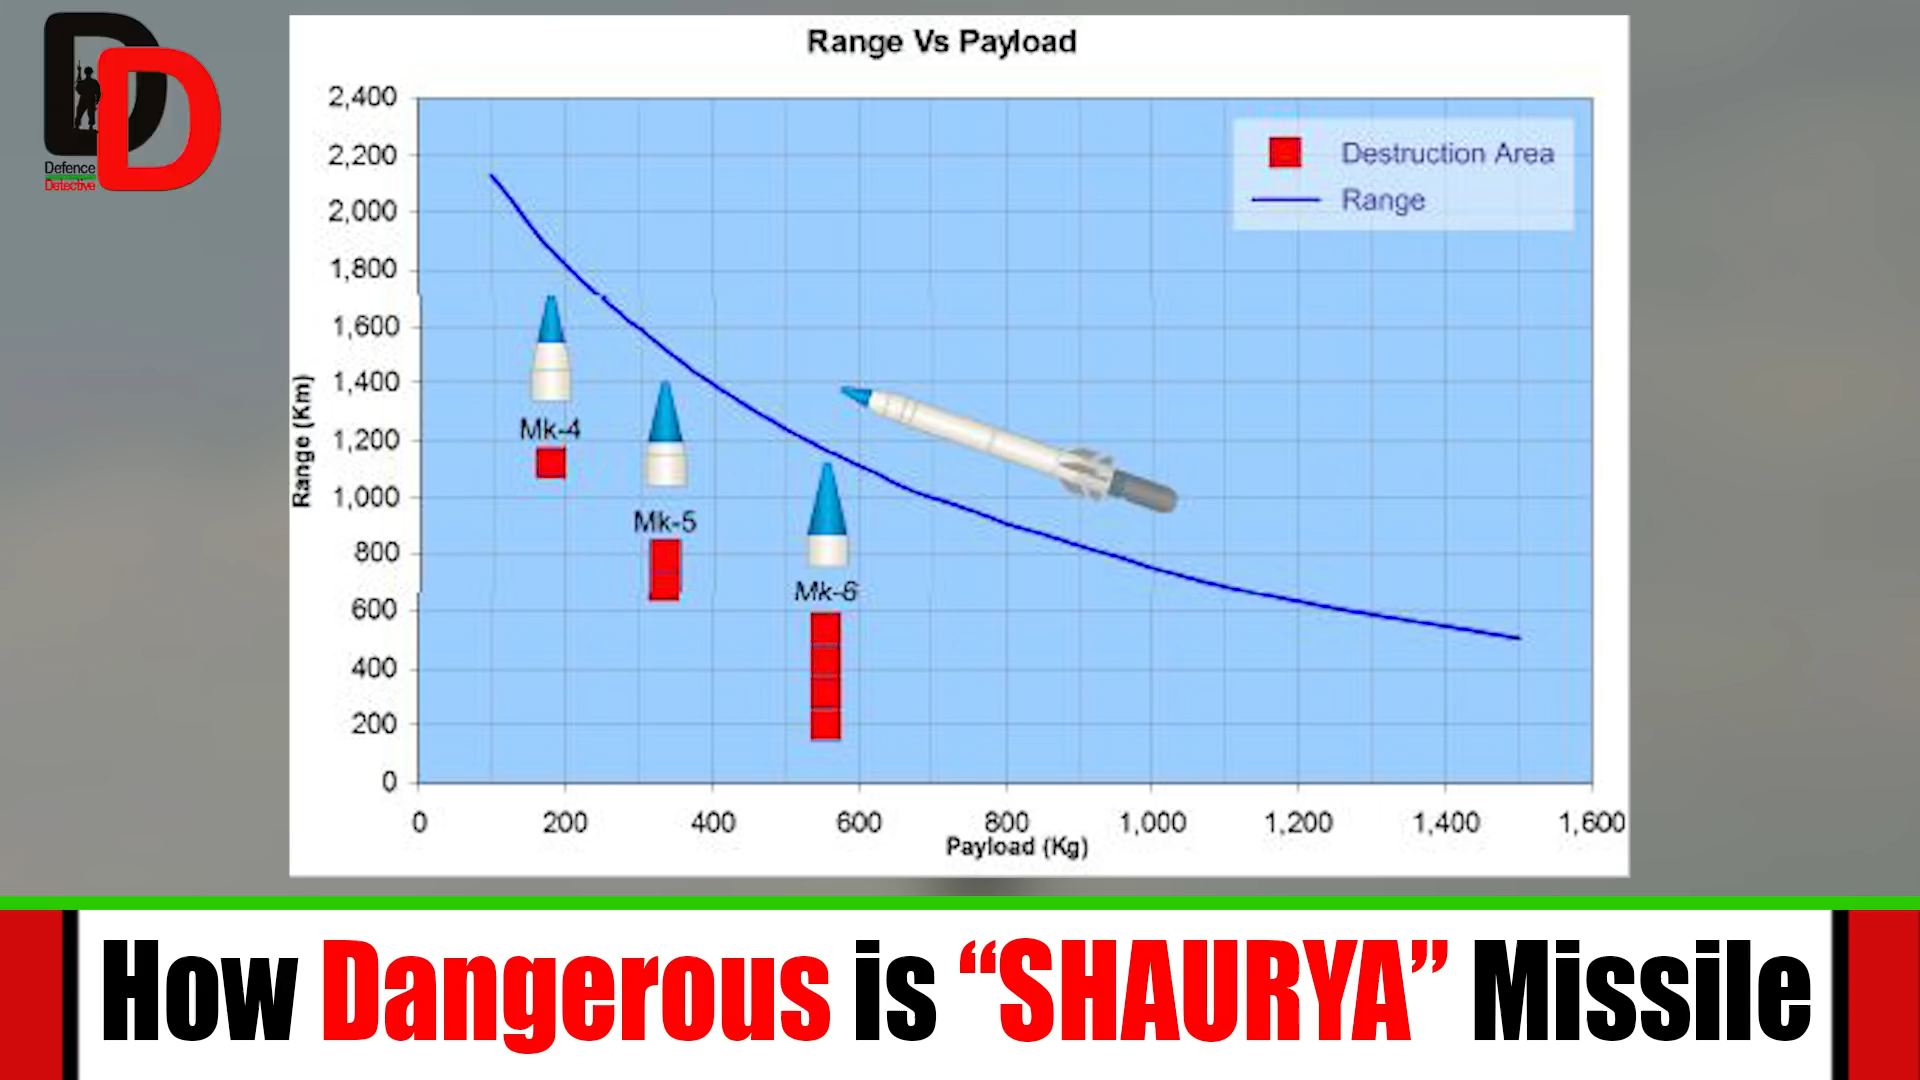 Defence
Detective
Range Vs Payload
2,400
2,200
2,000
1,800
1,600
1,400
1,200
1,000
800
600
400
200
0
Range (Km)
Destruction Area
Range
Mk-4
Mk-5
Mk-6
0 200 400 600 800 1,000 1,200 1,400 1,600
Payload (Kg)
How Dangerous is “SHAURYA” Missile